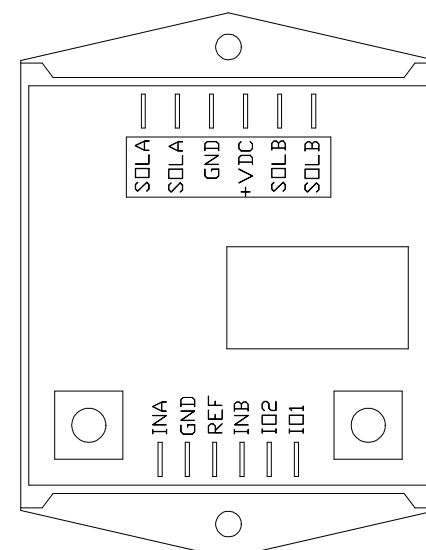 SOLA
SOLA
GND
+VDC
SOLB
SOLB
INA
GND
REF
INB
IO2
IO1